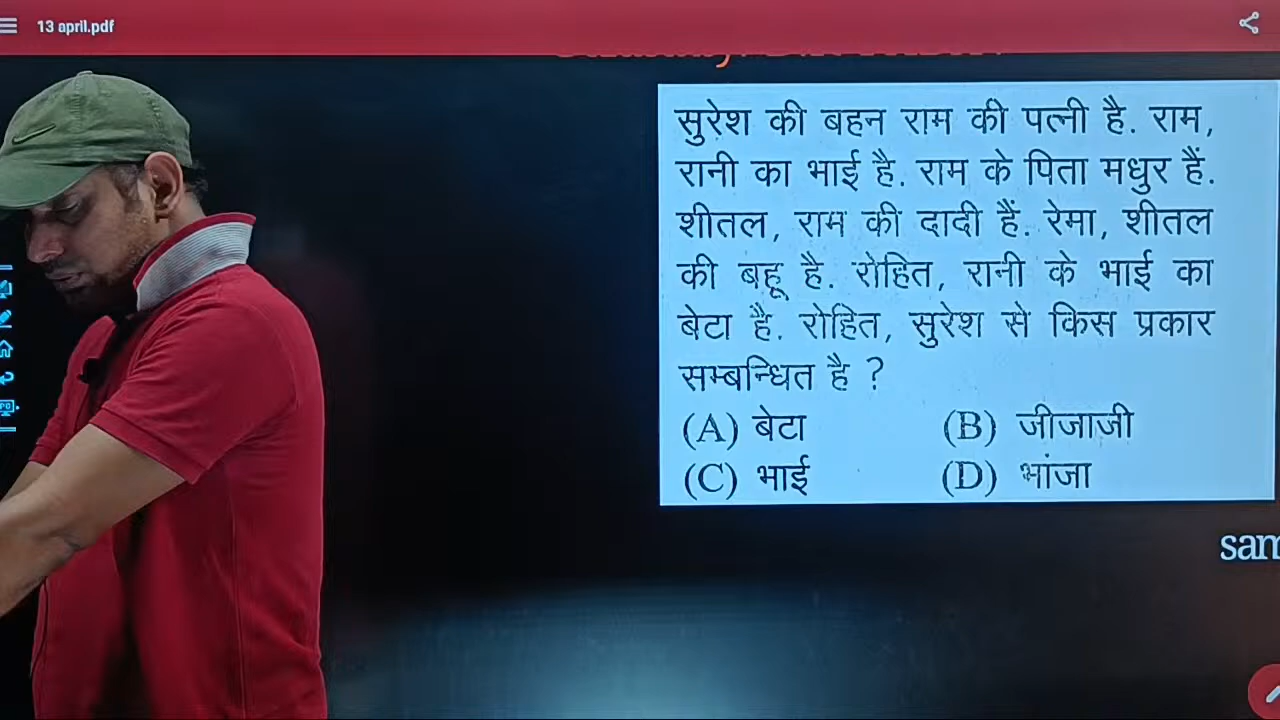 13 april.pdf
सुरेश की बहन राम की पत्नी है. राम,
रानी का भाई है. राम के पिता मधुर हैं.
शीतल, राम की दादी हैं. रेमा, शीतल
की बहू है. रोहित, रानी के भाई का
बेटा है. रोहित, सुरेश से किस प्रकार
सम्बन्धित है ?
(A) बेटा (B) जीजाजी
(C) भाई (D) भांजा
sam